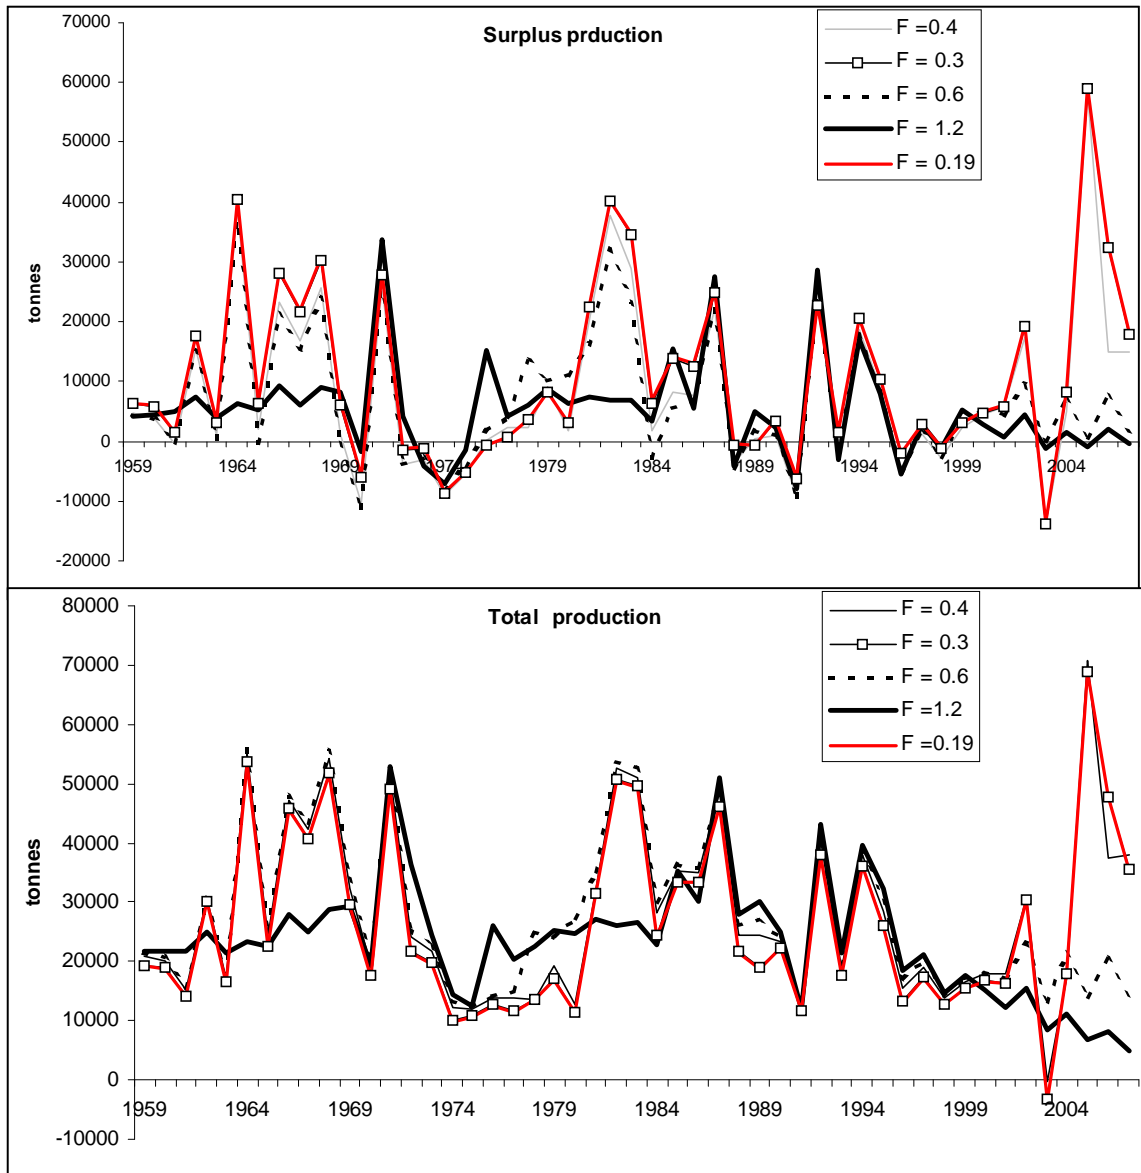 70000
60000
50000
40000
30000
20000
10000
0
-10000
-20000
tonnes
Surplus prduction
F =0.4
F = 0.3
F = 0.6
F = 1.2
F = 0.19
1959 1964 1969 1974 1979 1984 1989 1994 1999 2004
80000
70000
60000
50000
40000
30000
20000
10000
0
-10000
tonnes
Total production
F = 0.4
F = 0.3
F = 0.6
F =1.2
F =0.19
1959 1964 1969 1974 1979 1984 1989 1994 1999 2004